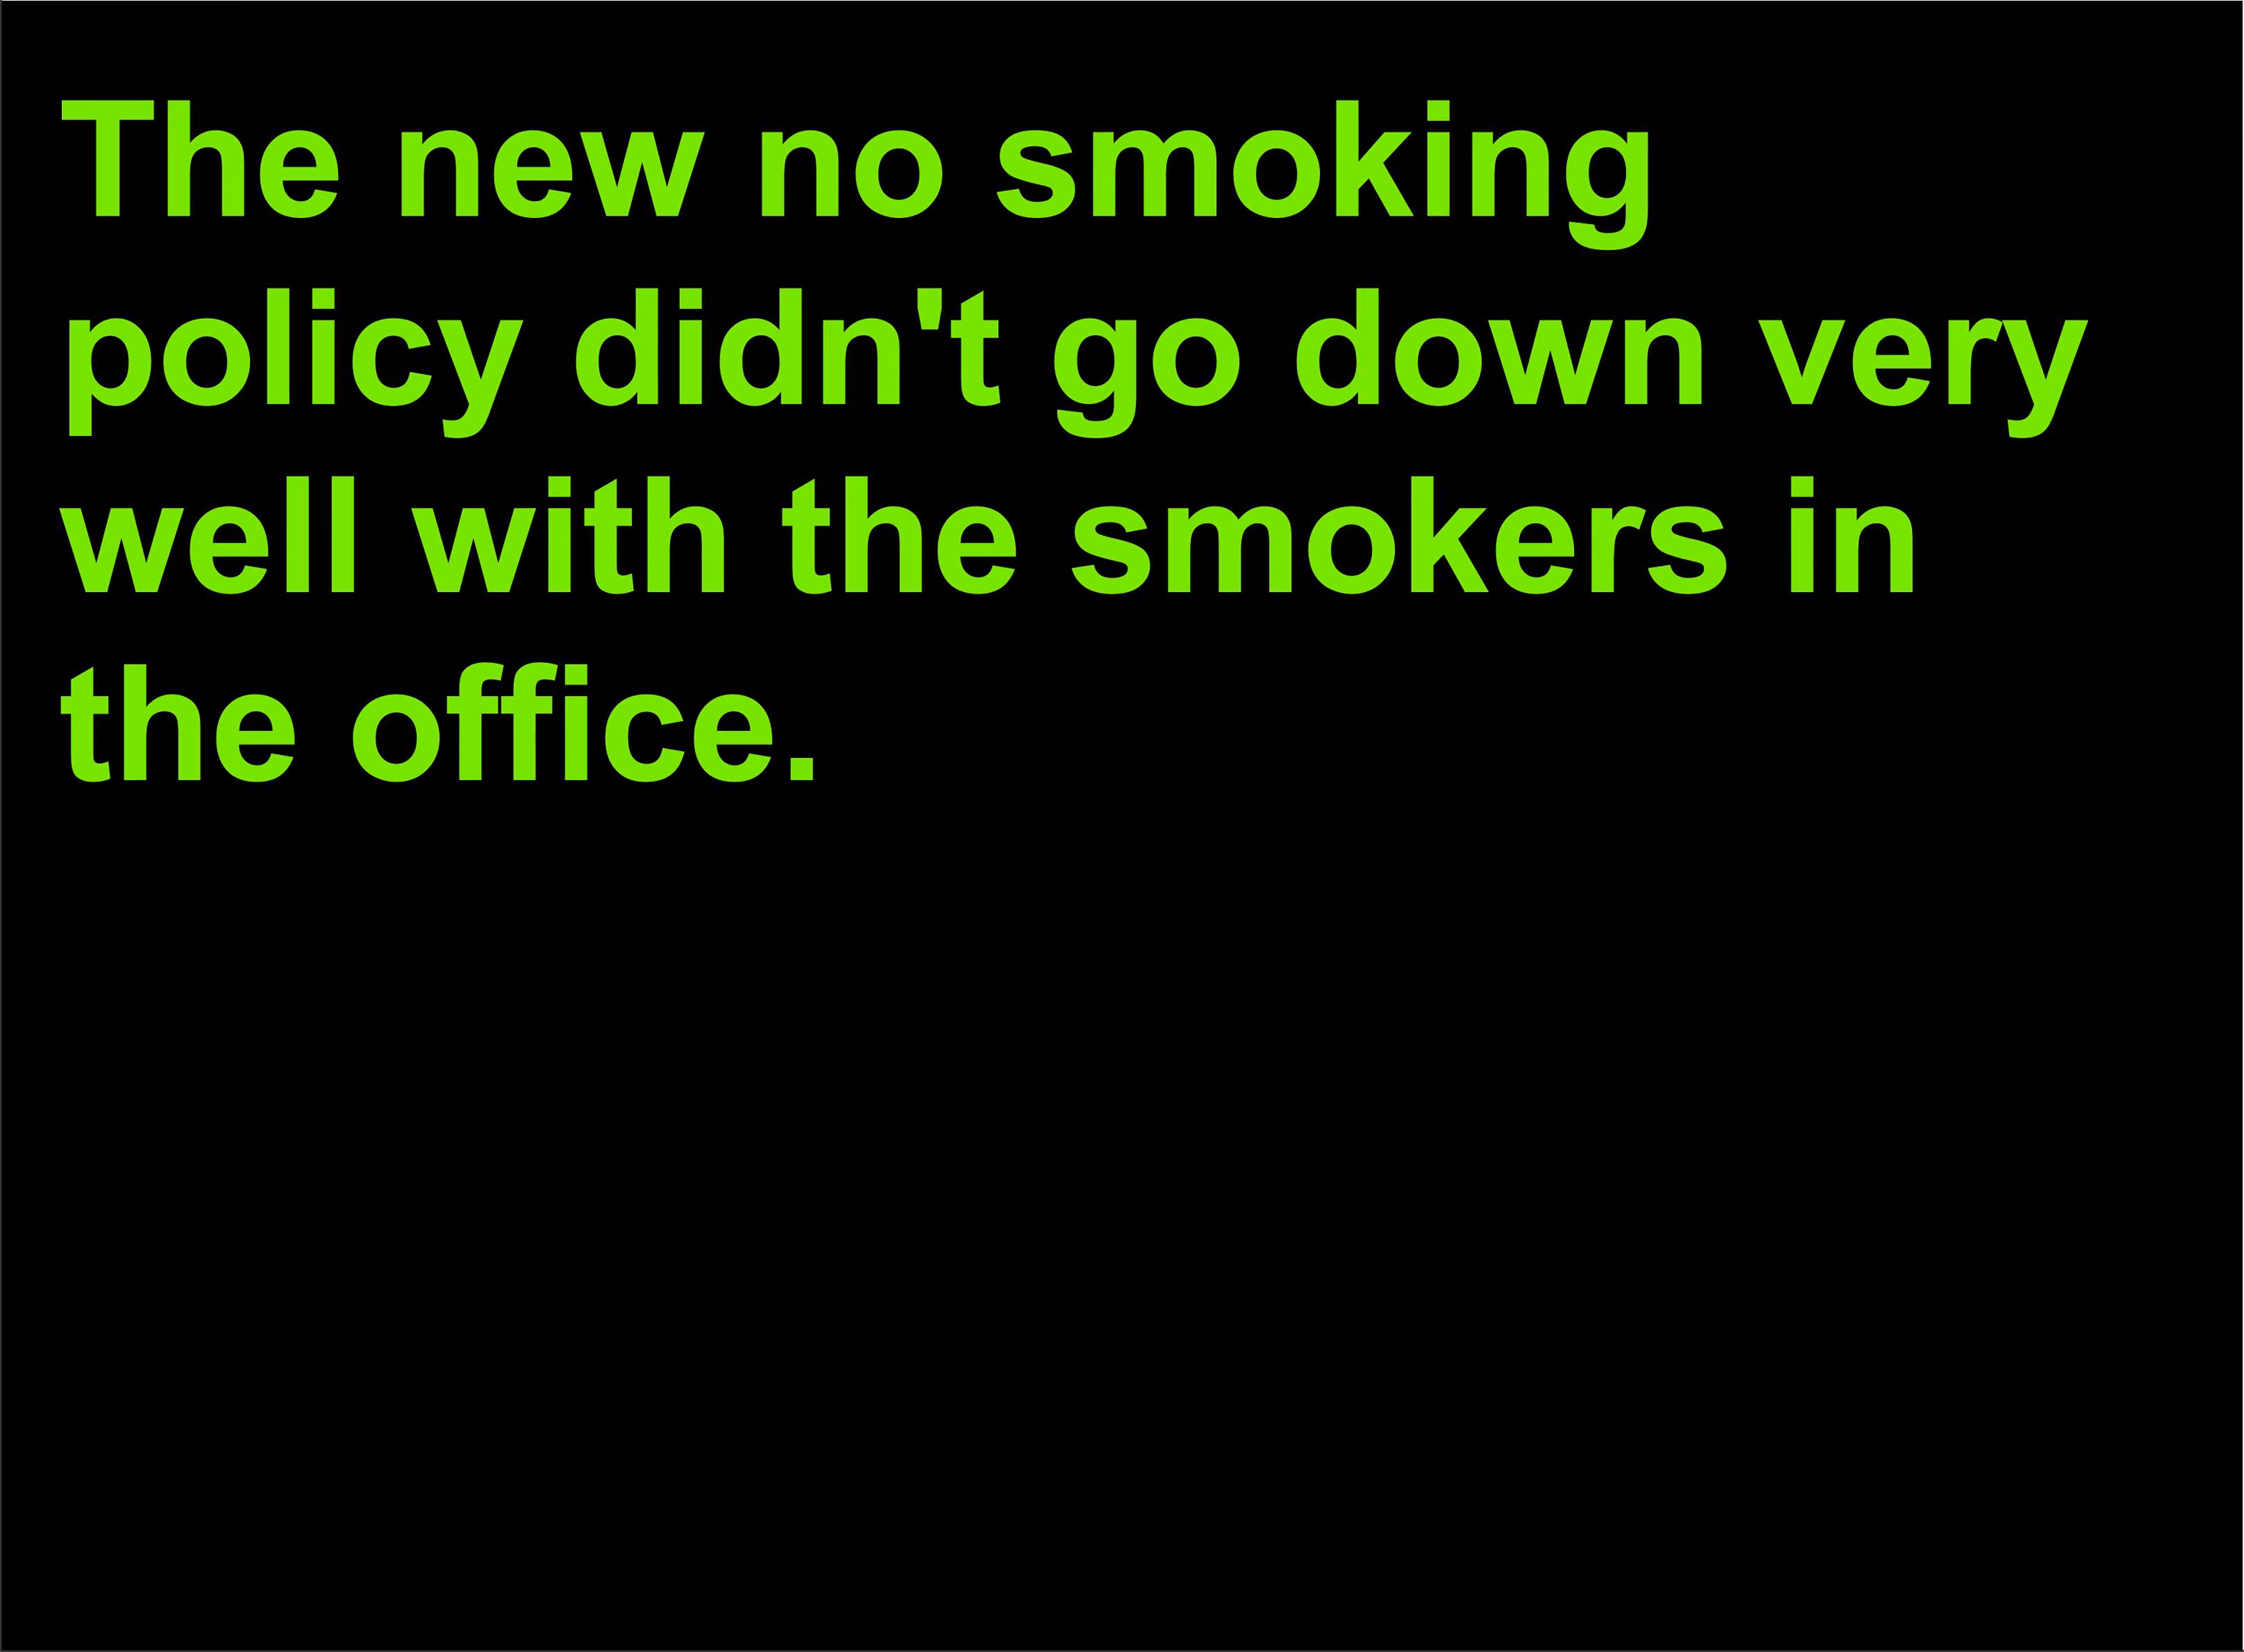 The new no smoking
policy didn't go down very
well with the smokers in
the office.